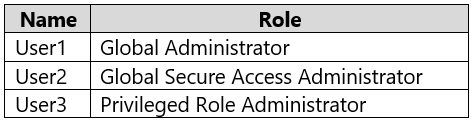 Name Role
User1 Global Administrator
User2 Global Secure Access Administrator
User3 Privileged Role Administrator